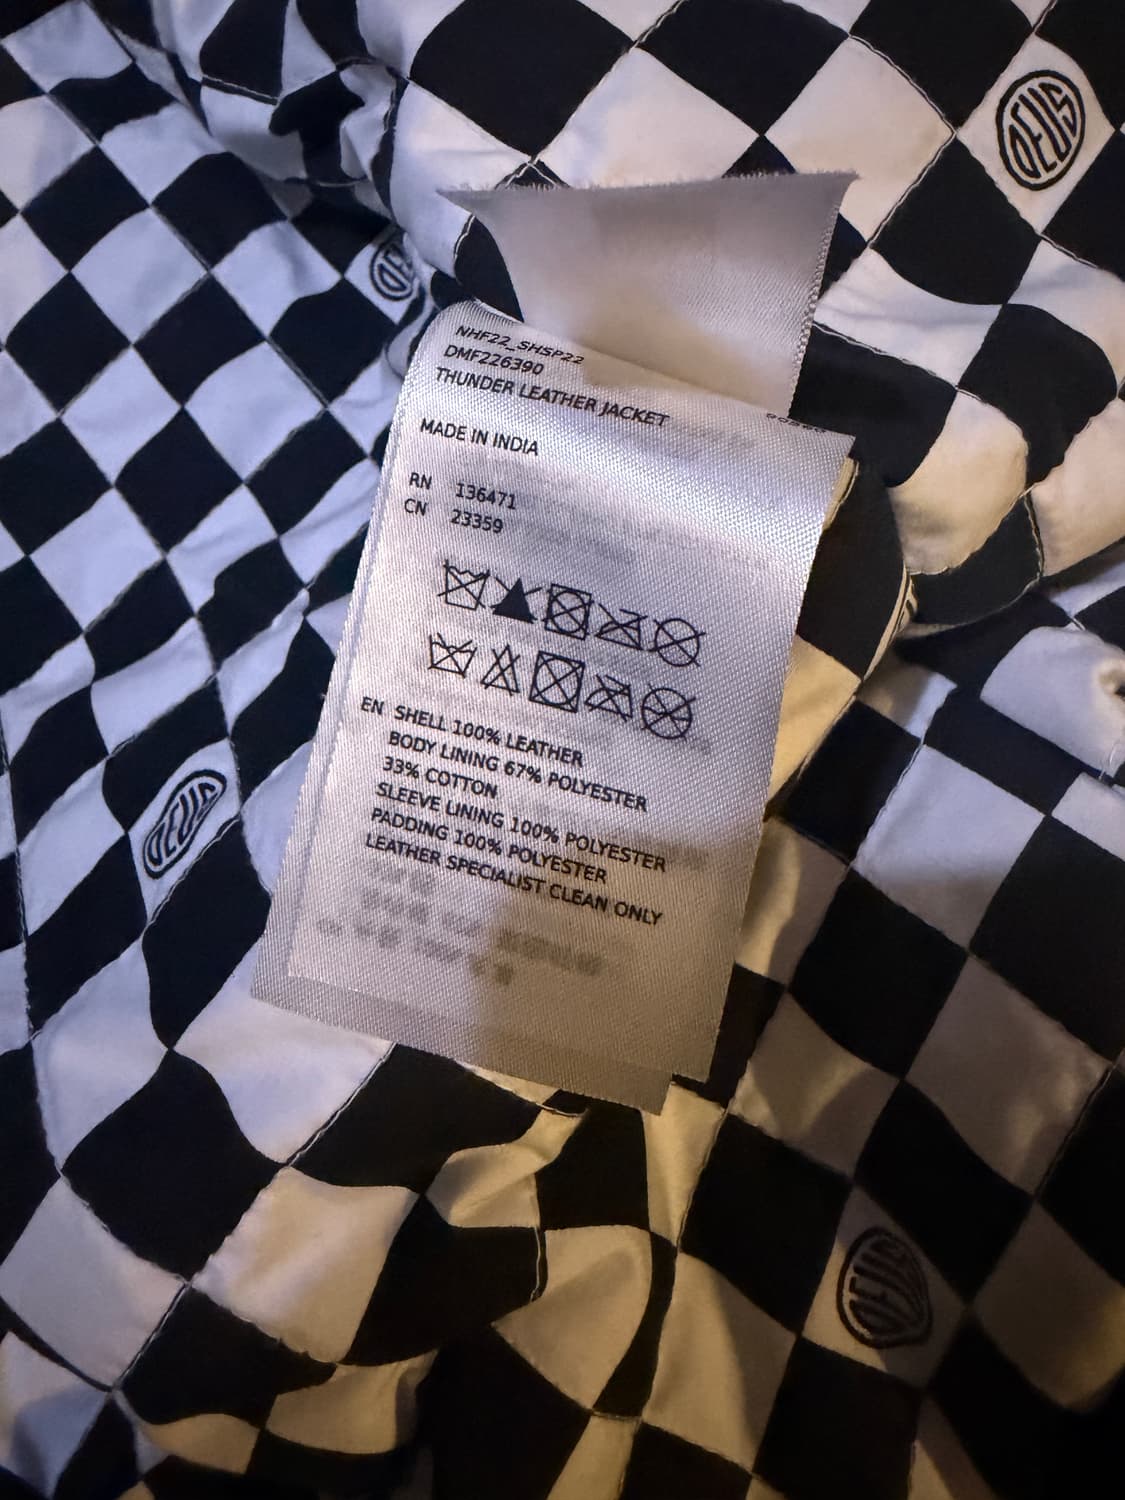 DEUS
DEUS
NHF22_SHSP22
DMF226390
THUNDER LEATHER JACKET
MADE IN INDIA
RN 136471
CN 23359
EN SHELL 100% LEATHER
BODY LINING 67% POLYESTER
33% COTTON
SLEEVE LINING 100% POLYESTER
PADDING 100% POLYESTER
LEATHER SPECIALIST CLEAN ONLY
DEUS
DEUS